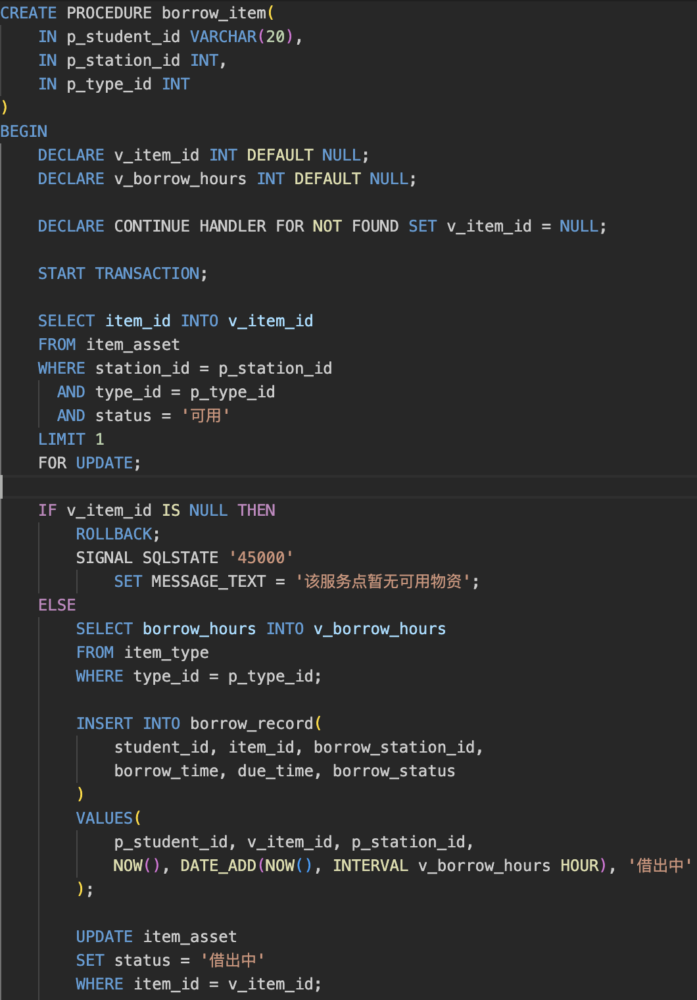 CREATE PROCEDURE borrow_item(
    IN p_student_id VARCHAR(20),
    IN p_station_id INT,
    IN p_type_id INT
)
BEGIN
    DECLARE v_item_id INT DEFAULT NULL;
    DECLARE v_borrow_hours INT DEFAULT NULL;

    DECLARE CONTINUE HANDLER FOR NOT FOUND SET v_item_id = NULL;

    START TRANSACTION;

    SELECT item_id INTO v_item_id
    FROM item_asset
    WHERE station_id = p_station_id
      AND type_id = p_type_id
      AND status = '可用'
    LIMIT 1
    FOR UPDATE;

    IF v_item_id IS NULL THEN
        ROLLBACK;
        SIGNAL SQLSTATE '45000'
            SET MESSAGE_TEXT = '该服务点暂无可用物资';
    ELSE
        SELECT borrow_hours INTO v_borrow_hours
        FROM item_type
        WHERE type_id = p_type_id;

        INSERT INTO borrow_record(
            student_id, item_id, borrow_station_id,
            borrow_time, due_time, borrow_status
        )
        VALUES(
            p_student_id, v_item_id, p_station_id,
            NOW(), DATE_ADD(NOW(), INTERVAL v_borrow_hours HOUR), '借出中'
        );

        UPDATE item_asset
        SET status = '借出中'
        WHERE item_id = v_item_id;